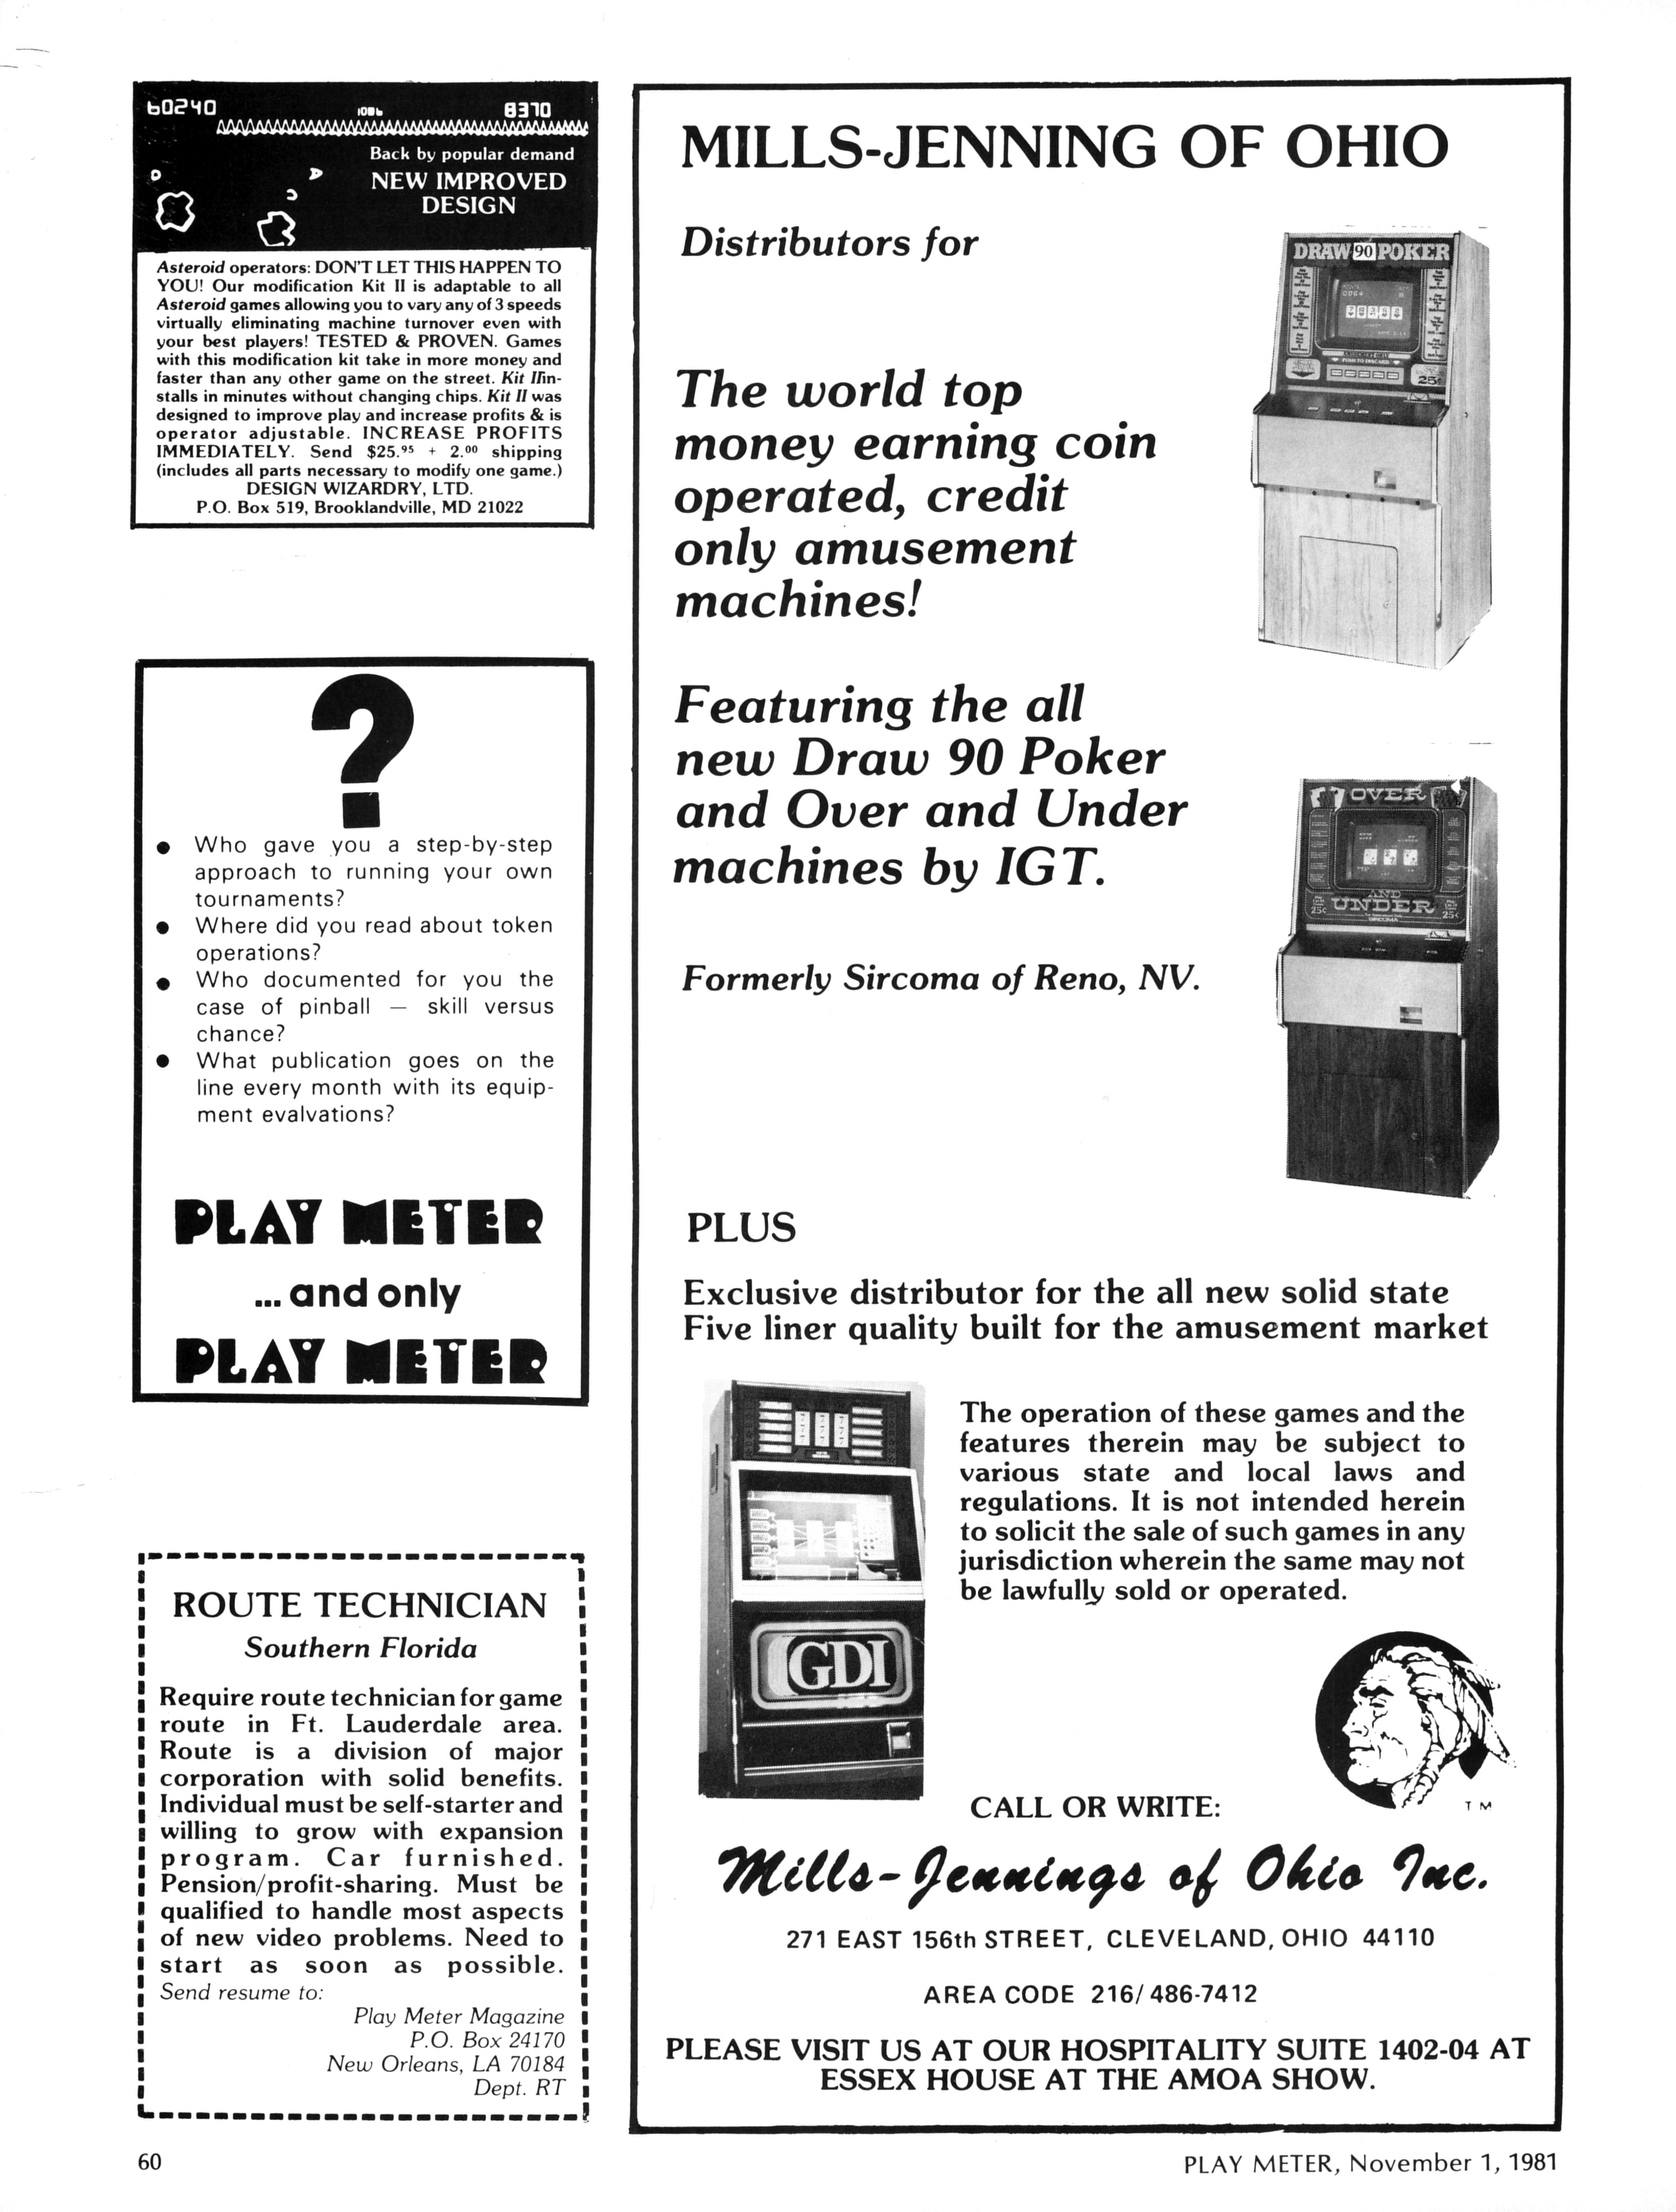 60240
8370
Back by popular demand
NEW IMPROVED
DESIGN
Asteroid operators: DON'T LET THIS HAPPEN TO
YOU! Our modification Kit II is adaptable to all
Asteroid games allowing you to vary any of 3 speeds
virtually eliminating machine turnover even with
your best players! TESTED & PROVEN. Games
with this modification kit take in more money and
faster than any other game on the street. Kit II in-
stalls in minutes without changing chips. Kit II was
designed to improve play and increase profits & is
operator adjustable. INCREASE PROFITS
IMMEDIATELY. Send $25.95 + 2.00 shipping
(includes all parts necessary to modify one game.)
DESIGN WIZARDRY, LTD.
P.O. Box 519, Brooklandville, MD 21022
?
• Who gave you a step-by-step
approach to running your own
tournaments?
• Where did you read about token
operations?
• Who documented for you the
case of pinball — skill versus
chance?
• What publication goes on the
line every month with its equip-
ment evalvations?
PLAY METER
... and only
PLAY METER
ROUTE TECHNICIAN
Southern Florida
Require route technician for game
route in Ft. Lauderdale area.
Route is a division of major
corporation with solid benefits.
Individual must be self-starter and
willing to grow with expansion
program. Car furnished.
Pension/profit-sharing. Must be
qualified to handle most aspects
of new video problems. Need to
start as soon as possible.
Send resume to:
Play Meter Magazine
P.O. Box 24170
New Orleans, LA 70184
Dept. RT
MILLS-JENNING OF OHIO
Distributors for
The world top
money earning coin
operated, credit
only amusement
machines!
DRAW 90 POKER
25¢
Featuring the all
new Draw 90 Poker
and Over and Under
machines by IGT.
OVER
AND
UNDER
25¢
25¢
SIRCOMA
Formerly Sircoma of Reno, NV.
PLUS
Exclusive distributor for the all new solid state
Five liner quality built for the amusement market
GDI
The operation of these games and the
features therein may be subject to
various state and local laws and
regulations. It is not intended herein
to solicit the sale of such games in any
jurisdiction wherein the same may not
be lawfully sold or operated.
TM
CALL OR WRITE:
Mills-Jennings of Ohio Inc.
271 EAST 156th STREET, CLEVELAND, OHIO 44110
AREA CODE 216/486-7412
PLEASE VISIT US AT OUR HOSPITALITY SUITE 1402-04 AT
ESSEX HOUSE AT THE AMOA SHOW.
60
PLAY METER, November 1, 1981